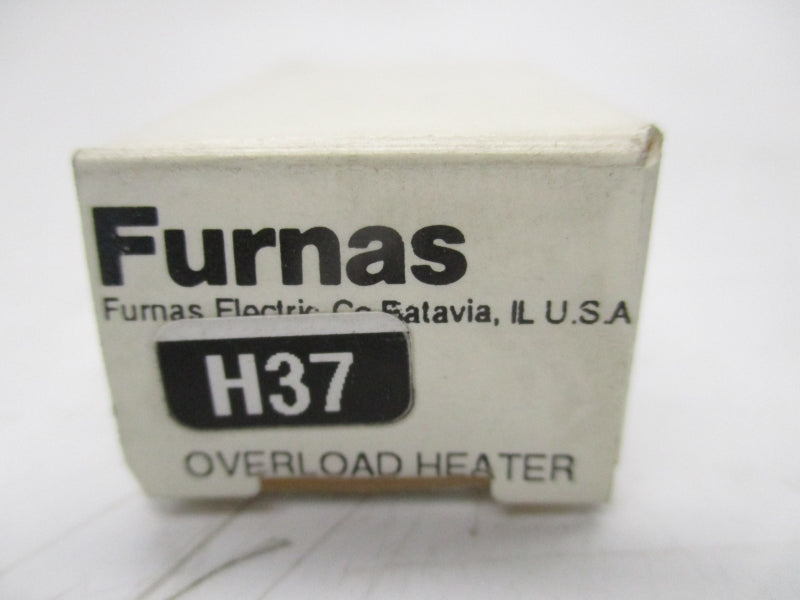 Furnas
Furnas Electric Co Batavia, IL U.S.A
H37
OVERLOAD HEATER